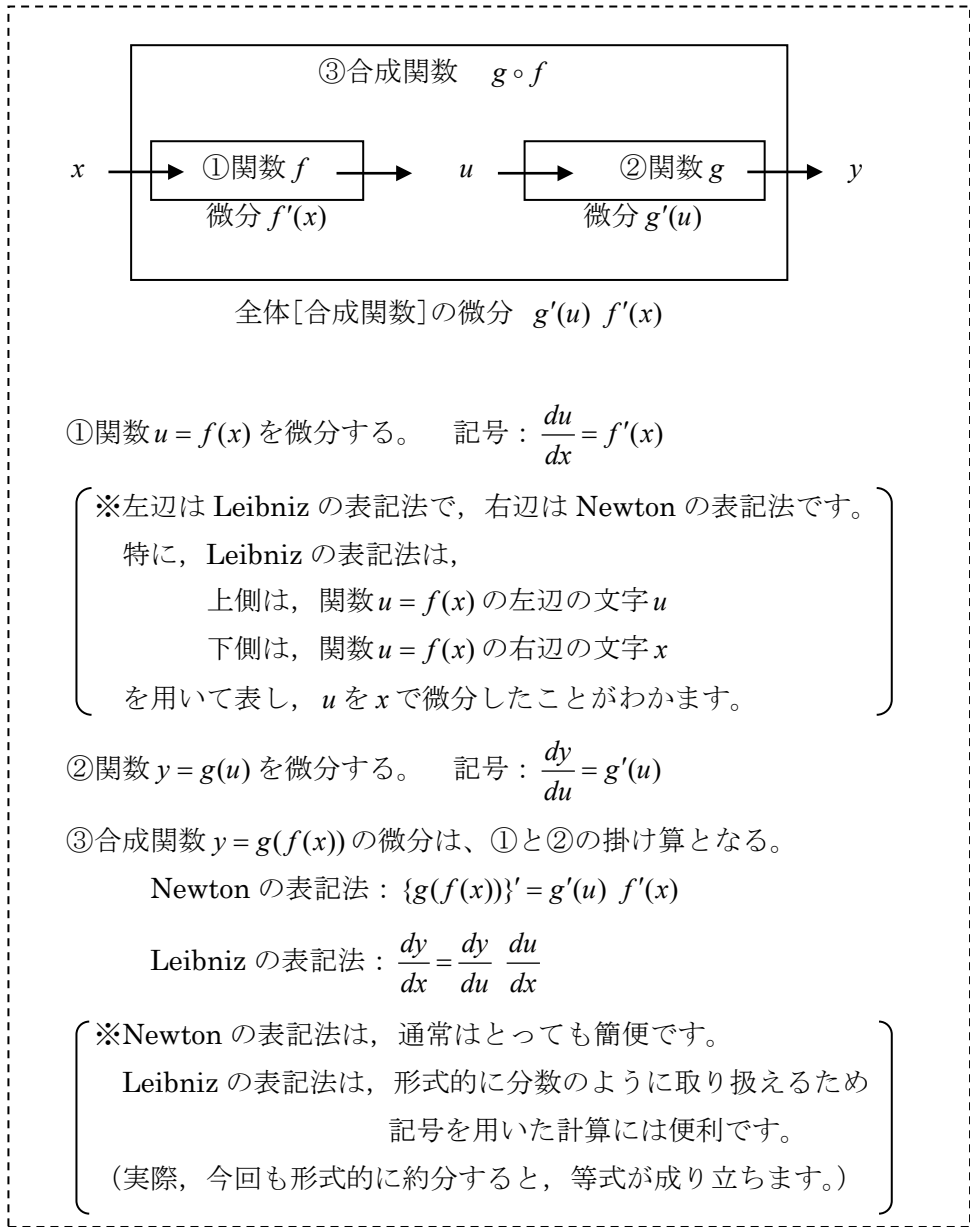 ③合成関数 g∘f
x ①関数 f u ②関数 g y
微分 f′(x) 微分 g′(u)
全体[合成関数]の微分 g′(u) f′(x)
①関数 u = f(x) を微分する。 記号：du/dx = f′(x)
※左辺は Leibniz の表記法で，右辺は Newton の表記法です。
特に，Leibniz の表記法は，
上側は，関数 u = f(x) の左辺の文字 u
下側は，関数 u = f(x) の右辺の文字 x
を用いて表し，u を x で微分したことがわかます。
②関数 y = g(u) を微分する。 記号：dy/du = g′(u)
③合成関数 y = g(f(x)) の微分は、①と②の掛け算となる。
Newton の表記法：{g(f(x))}′ = g′(u) f′(x)
Leibniz の表記法：dy/dx = dy/du du/dx
※Newton の表記法は，通常はとっても簡便です。
Leibniz の表記法は，形式的に分数のように取り扱えるため
記号を用いた計算には便利です。
（実際，今回も形式的に約分すると，等式が成り立ちます。）